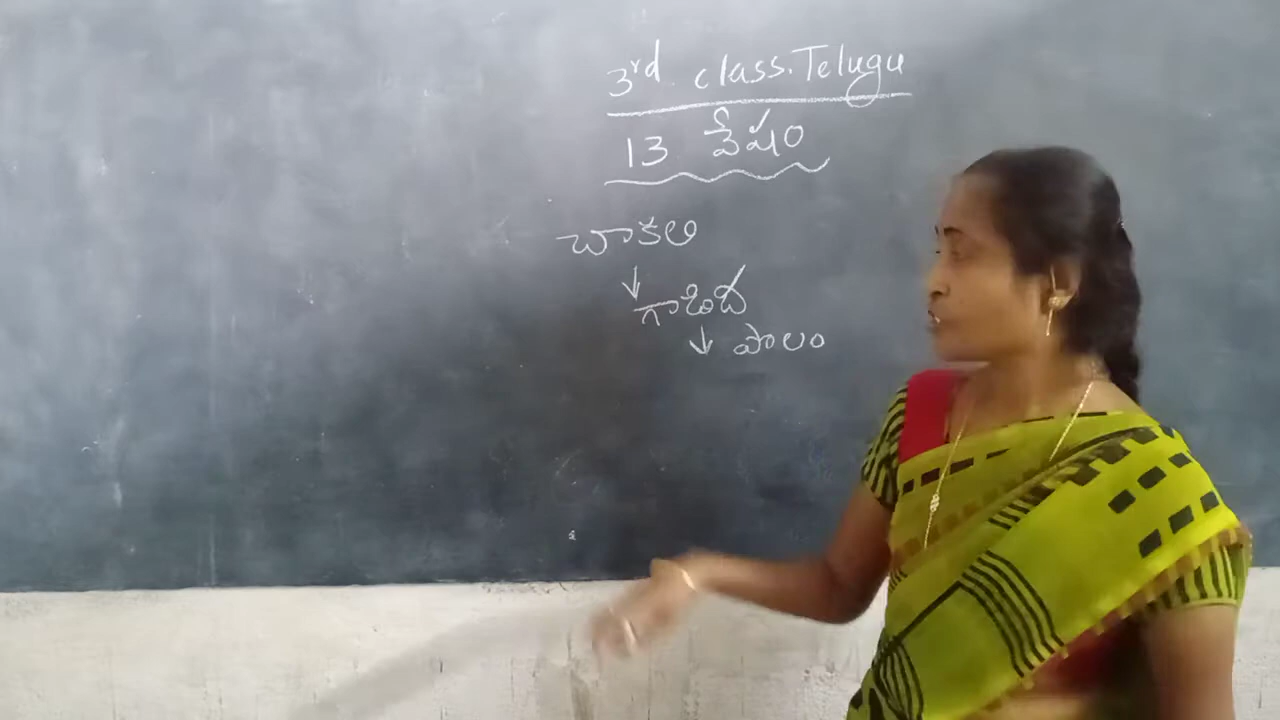 3rd class. Telugu
13 వేషం
చాకలి
↓ గాడిద
↓ పొలం